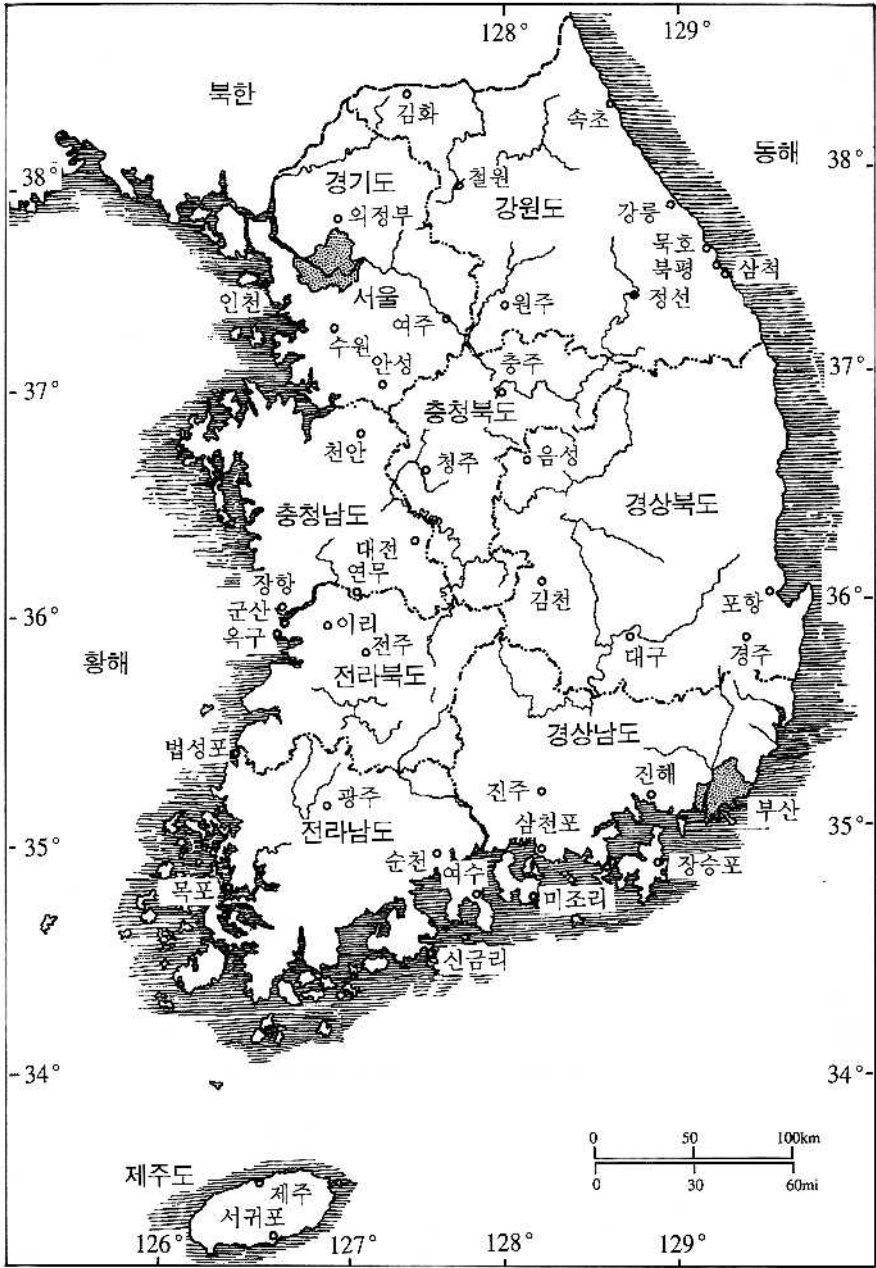 128° 129°
북한
김화
속초
동해
38° 38°
경기도
철원
강원도
의정부
강릉
묵호
북평 삼척
인천
서울
정선
여주
원주
수원
안성
충주
37° 37°
충청북도
천안
청주
음성
충청남도
경상북도
대전
연무
장항
김천
포항
36° 36°
군산
이리
옥구
전주
대구
경주
황해
전라북도
경상남도
법성포
진해
진주
광주
부산
삼천포
전라남도
35° 35°
순천
여수
장승포
목포
미조리
신금리
34° 34°
0 50 100km
0 30 60mi
제주도
제주
서귀포
126° 127° 128° 129°